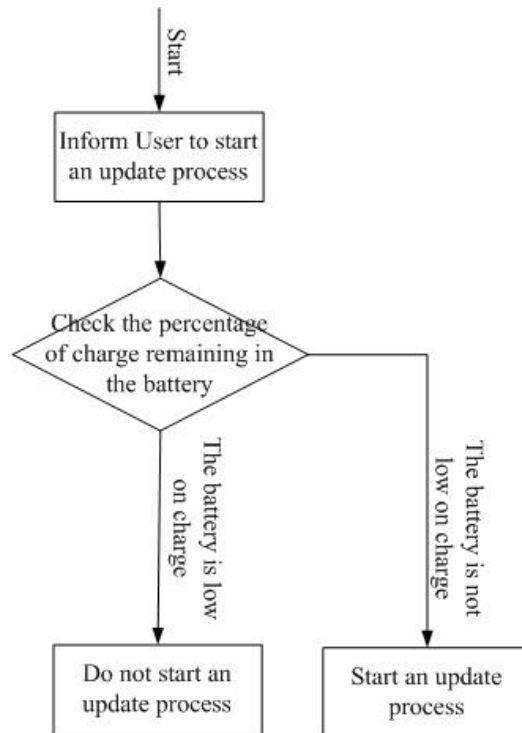 Start
Inform User to start
an update process
Check the percentage
of charge remaining in
the battery
The battery is low
on charge
The battery is not
low on charge
Do not start an
update process
Start an update
process